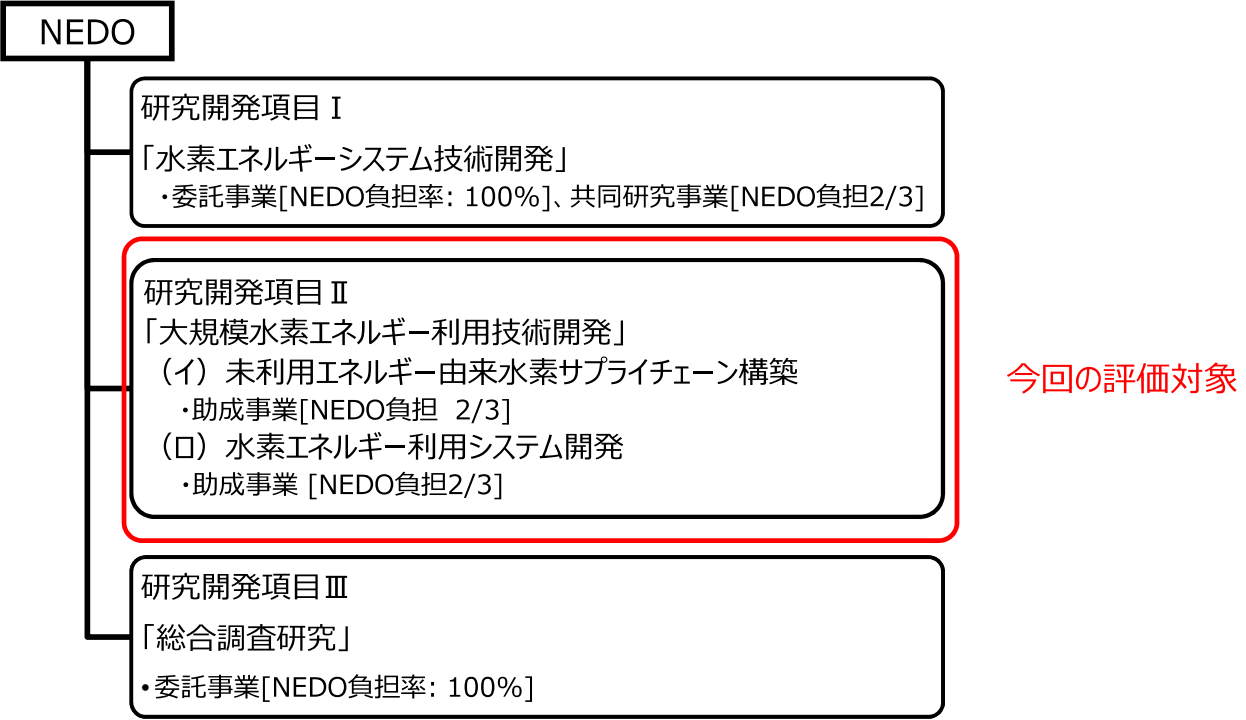 NEDO
研究開発項目Ⅰ
「水素エネルギーシステム技術開発」
・委託事業[NEDO負担率: 100%]、共同研究事業[NEDO負担2/3]
研究開発項目Ⅱ
「大規模水素エネルギー利用技術開発」
（イ）未利用エネルギー由来水素サプライチェーン構築
・助成事業[NEDO負担 2/3]
（ロ）水素エネルギー利用システム開発
・助成事業 [NEDO負担2/3]
今回の評価対象
研究開発項目Ⅲ
「総合調査研究」
・委託事業[NEDO負担率: 100%]